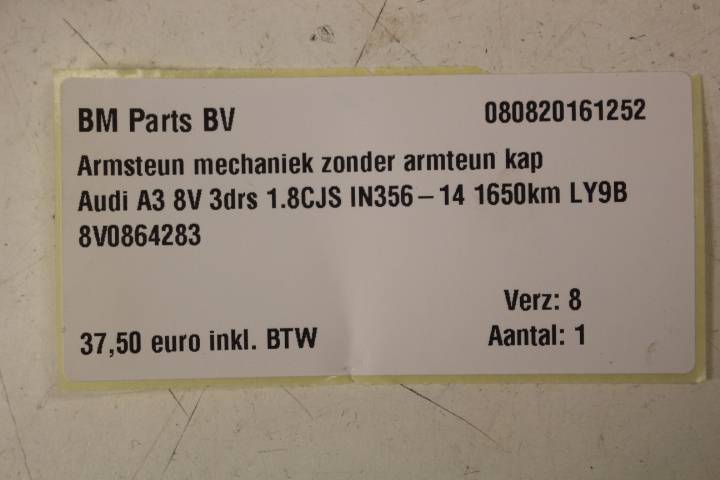 BM Parts BV 080820161252
Armsteun mechaniek zonder armteun kap
Audi A3 8V 3drs 1.8CJS IN356 – 14 1650km LY9B
8V0864283
Verz: 8
37,50 euro inkl. BTW Aantal: 1